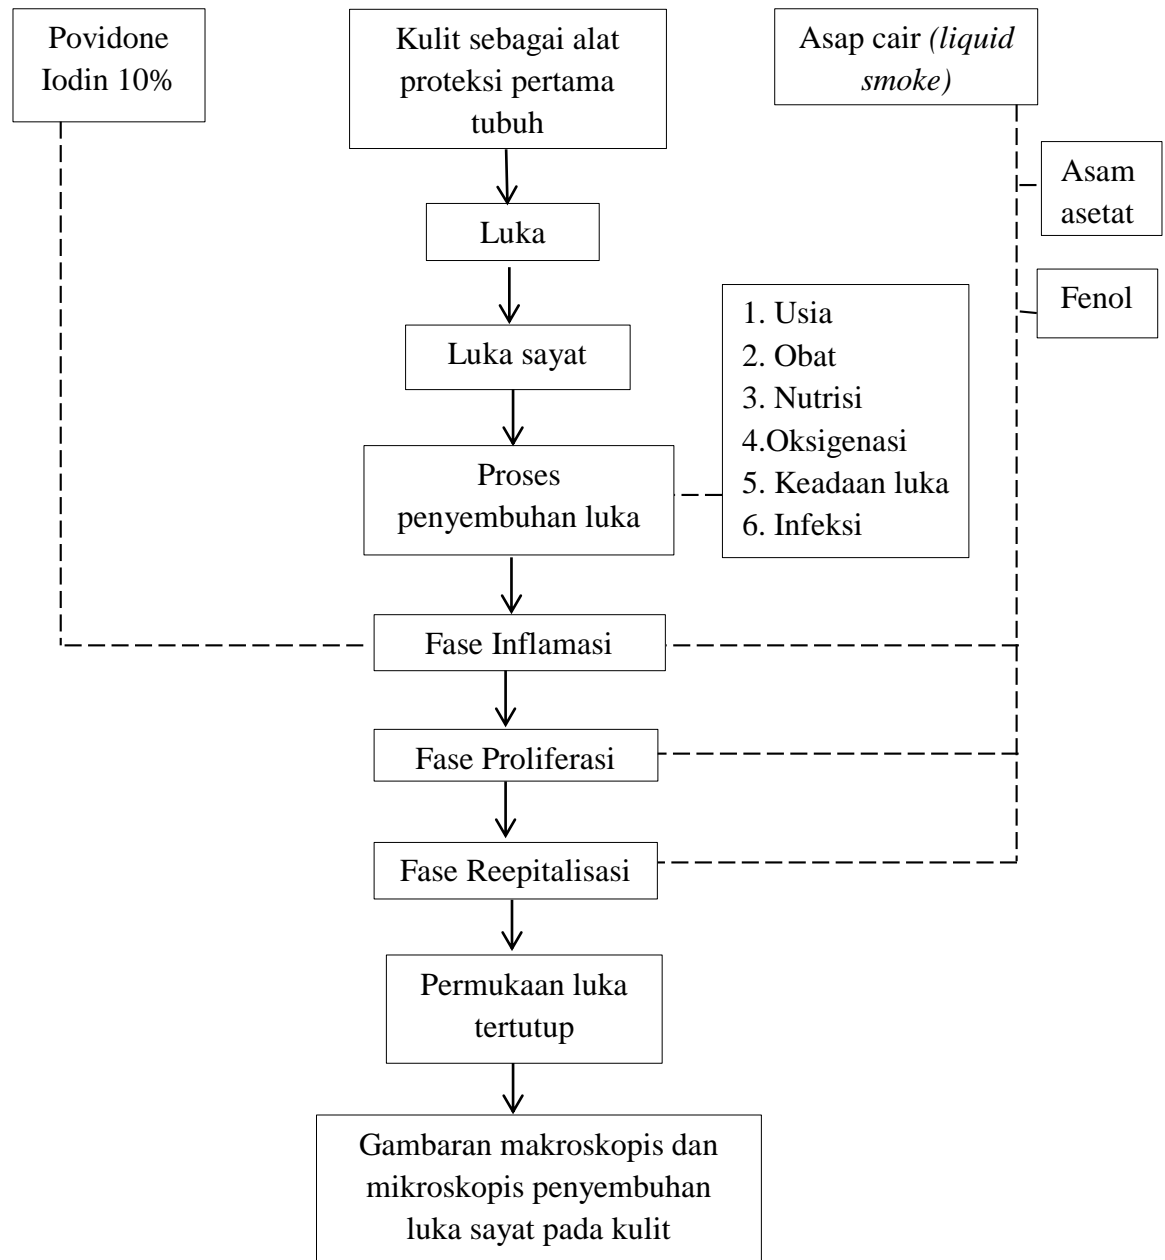 Povidone
Iodin 10%
Kulit sebagai alat
proteksi pertama
tubuh
Asap cair (liquid
smoke)
Asam
asetat
Luka
Fenol
Luka sayat
1. Usia
2. Obat
3. Nutrisi
4.Oksigenasi
5. Keadaan luka
6. Infeksi
Proses
penyembuhan luka
Fase Inflamasi
Fase Proliferasi
Fase Reepitalisasi
Permukaan luka
tertutup
Gambaran makroskopis dan
mikroskopis penyembuhan
luka sayat pada kulit